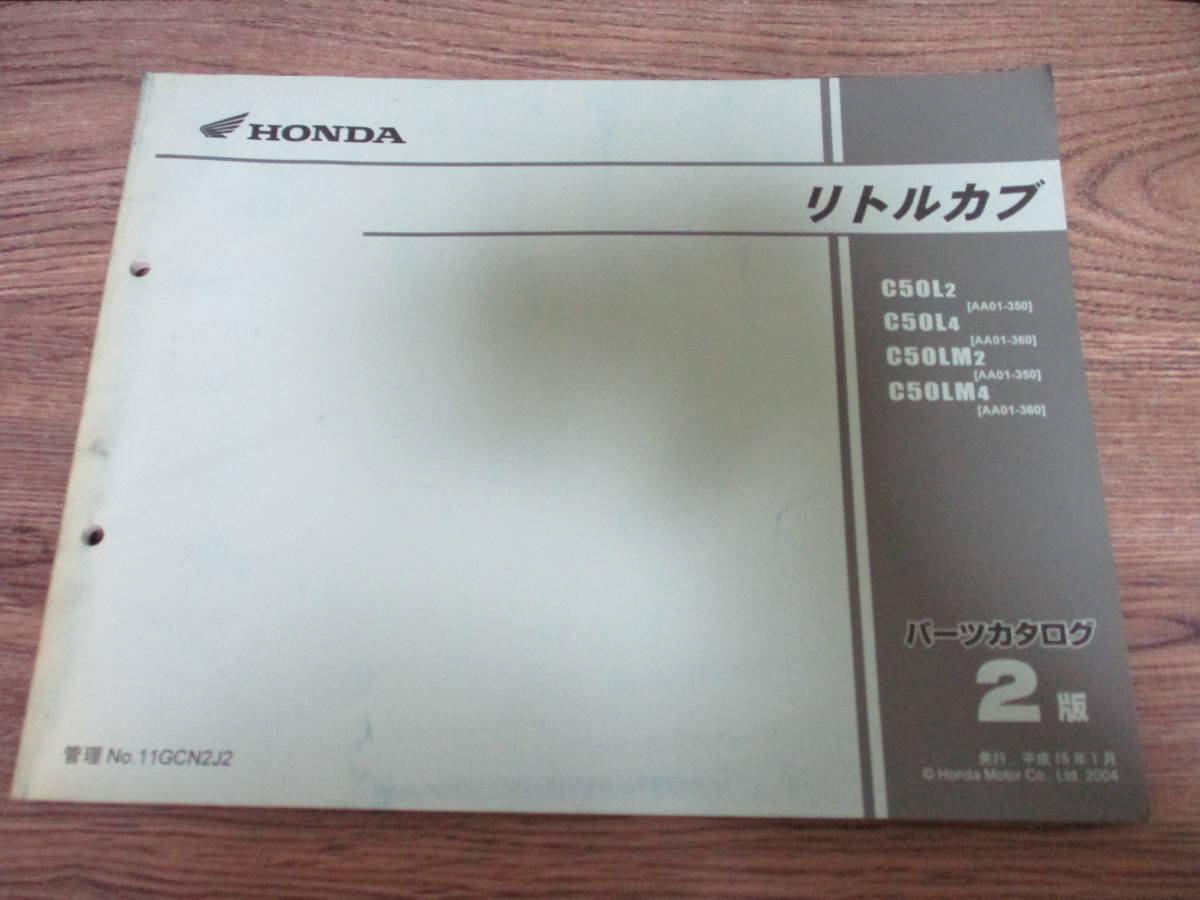 HONDA
リトルカブ
C50L2
[AA01-350]
C50L4
[AA01-360]
C50LM2
[AA01-350]
C50LM4
[AA01-360]
パーツカタログ
2版
管理 No.11GCN2J2
発行 平成16年1月
© Honda Motor Co., Ltd. 2004